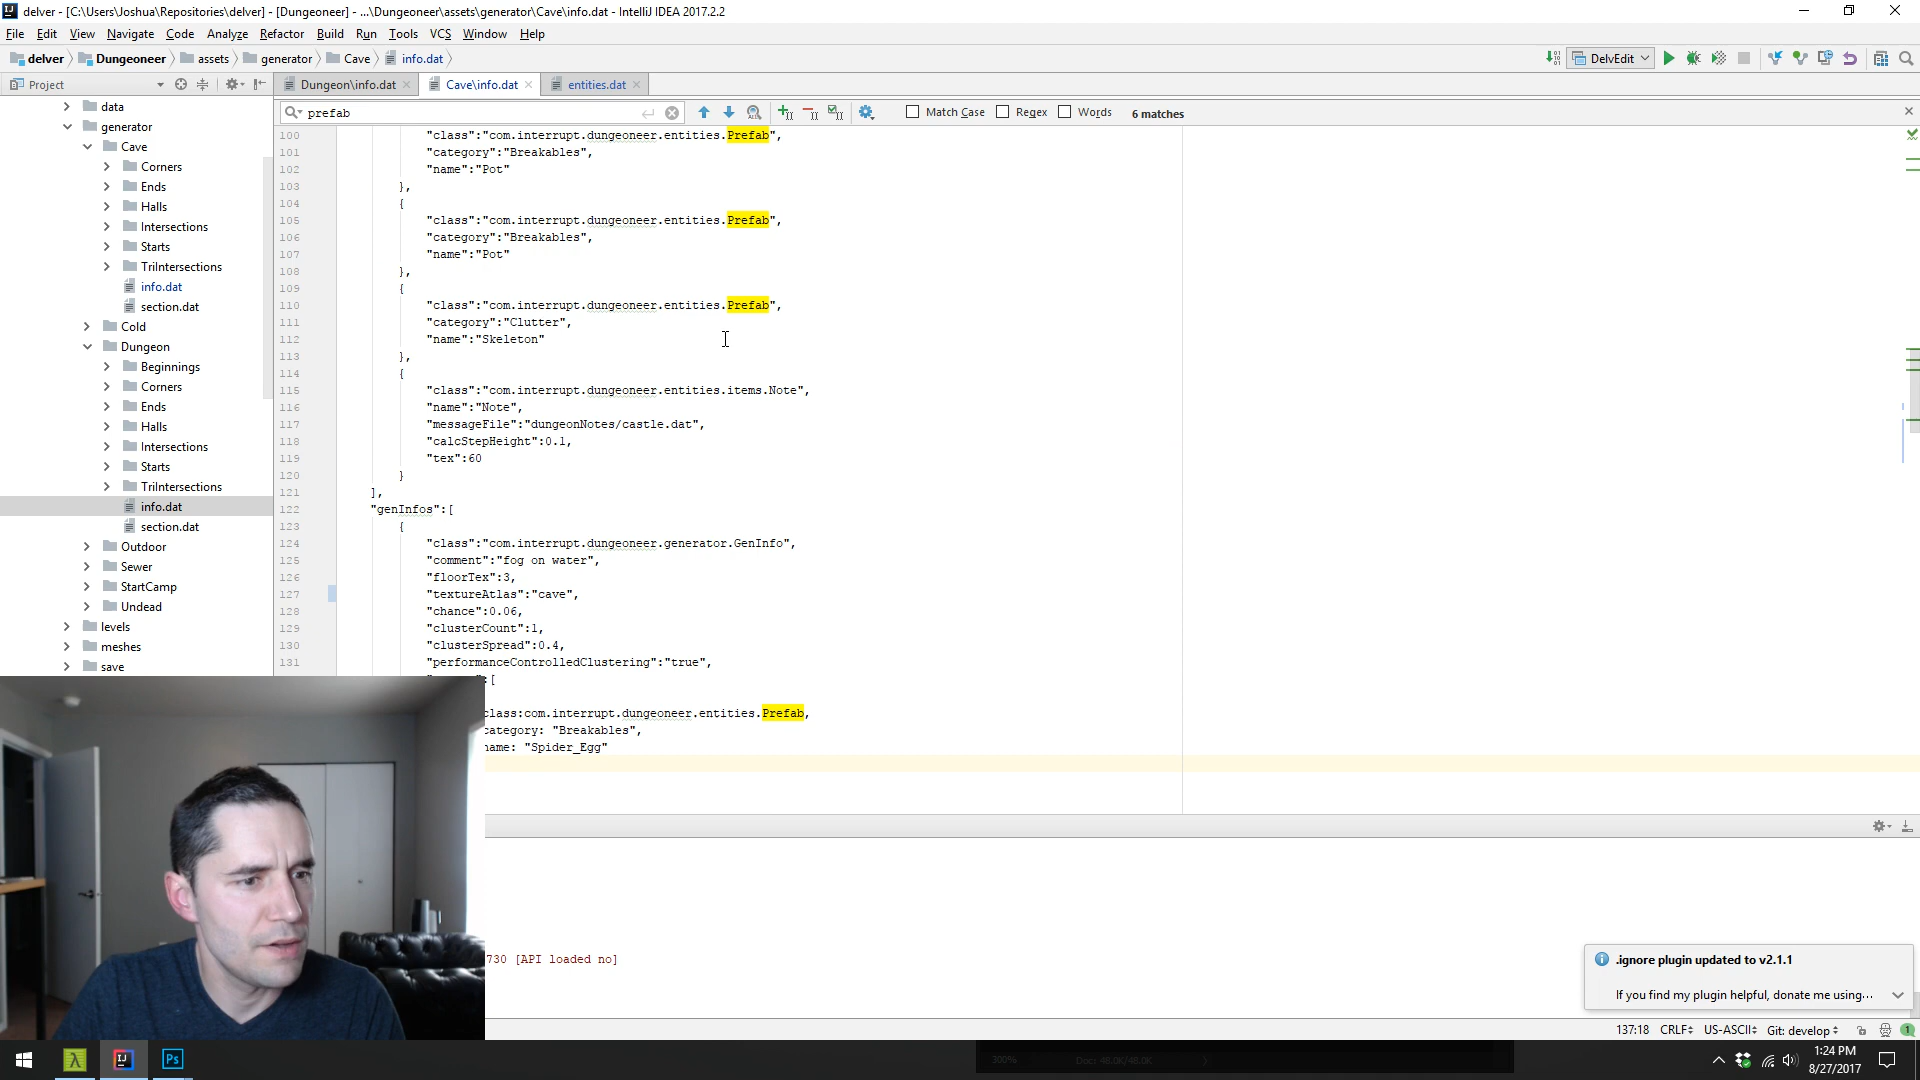 delver - [C:\Users\Joshua\Repositories\delver] - [Dungeoneer] - ...\Dungeoneer\assets\generator\Cave\info.dat - IntelliJ IDEA 2017.2.2
File Edit View Navigate Code Analyze Refactor Build Run Tools VCS Window Help
delver Dungeoneer assets generator Cave info.dat DelvEdit
Project Dungeon\info.dat Cave\info.dat entities.dat
prefab Match Case Regex Words 6 matches
data
generator
Cave
Corners
Ends
Halls
Intersections
Starts
TriIntersections
info.dat
section.dat
Cold
Dungeon
Beginnings
Corners
Ends
Halls
Intersections
Starts
TriIntersections
info.dat
section.dat
Outdoor
Sewer
StartCamp
Undead
levels
meshes
save
100 "class":"com.interrupt.dungeoneer.entities.Prefab",
101 "category":"Breakables",
102 "name":"Pot"
103 },
104 {
105 "class":"com.interrupt.dungeoneer.entities.Prefab",
106 "category":"Breakables",
107 "name":"Pot"
108 },
109 {
110 "class":"com.interrupt.dungeoneer.entities.Prefab",
111 "category":"Clutter",
112 "name":"Skeleton"
113 },
114 {
115 "class":"com.interrupt.dungeoneer.entities.items.Note",
116 "name":"Note",
117 "messageFile":"dungeonNotes/castle.dat",
118 "calcStepHeight":0.1,
119 "tex":60
120 }
121 ],
122 "genInfos":[
123 {
124 "class":"com.interrupt.dungeoneer.generator.GenInfo",
125 "comment":"fog on water",
126 "floorTex":3,
127 "textureAtlas":"cave",
128 "chance":0.06,
129 "clusterCount":1,
130 "clusterSpread":0.4,
131 "performanceControlledClustering":"true",
:[
class:com.interrupt.dungeoneer.entities.Prefab,
category: "Breakables",
name: "Spider_Egg"
730 [API loaded no]
.ignore plugin updated to v2.1.1
If you find my plugin helpful, donate me using...
137:18 CRLF US-ASCII Git: develop 1
IJ Ps 300% Doc: 48.0K/48.0K 1:24 PM
8/27/2017